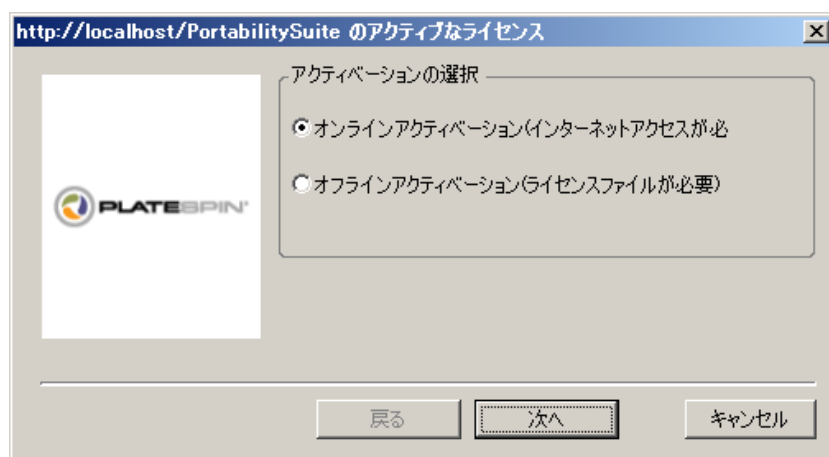 http://localhost/PortabilitySuite のアクティブなライセンス
アクティベーションの選択
オンラインアクティベーション(インターネットアクセスが必
オフラインアクティベーション(ライセンスファイルが必要)
PLATESPIN
戻る
次へ
キャンセル